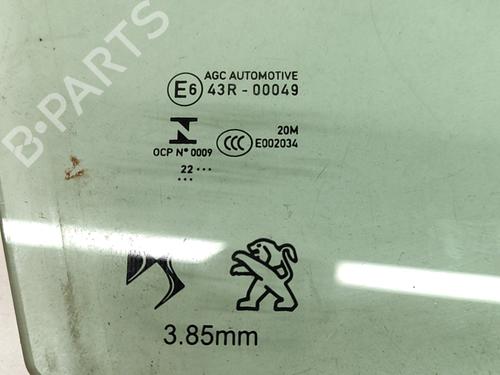 B-PARTS
AGC AUTOMOTIVE
E6 43R - 00049
N
OCP N° 0009
CCC
20M
E002034
22 •••
•••
3.85mm